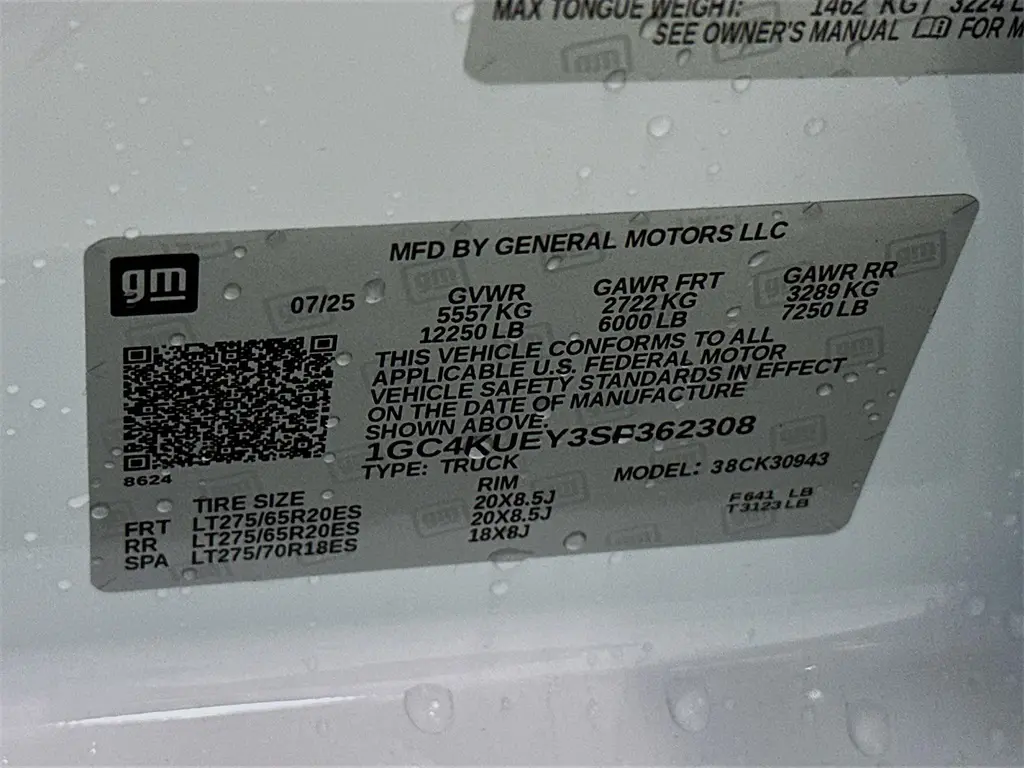 MAX TONGUE WEIGHT: 1462 KG / 3224 L
SEE OWNER'S MANUAL FOR M
MFD BY GENERAL MOTORS LLC
gm
07/25
GVWR GAWR FRT GAWR RR
5557 KG 2722 KG 3289 KG
12250 LB 6000 LB 7250 LB
THIS VEHICLE CONFORMS TO ALL
APPLICABLE U.S. FEDERAL MOTOR
VEHICLE SAFETY STANDARDS IN EFFECT
ON THE DATE OF MANUFACTURE
SHOWN ABOVE.
1GC4KUEY3SF362308
8624
TYPE: TRUCK MODEL: 38CK30943
TIRE SIZE RIM
FRT LT275/65R20ES 20X8.5J F 641 LB
RR LT275/65R20ES 20X8.5J T 3123 LB
SPA LT275/70R18ES 18X8J